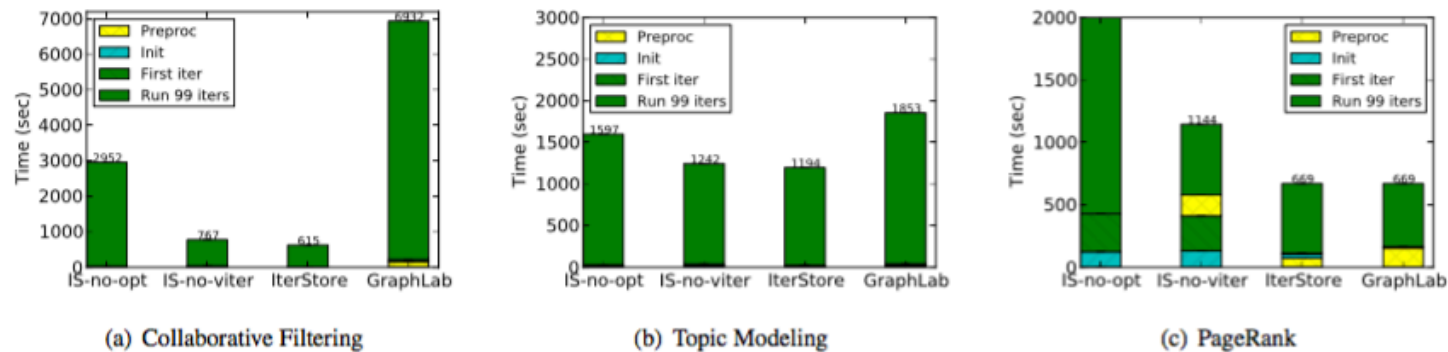 7000
6000
5000
4000
3000
2000
1000
0
Time (sec)
Preproc
Init
First iter
Run 99 iters
2952
767
615
6932
IS-no-opt IS-no-viter IterStore GraphLab
(a) Collaborative Filtering
3000
2500
2000
1500
1000
500
0
Time (sec)
Preproc
Init
First iter
Run 99 iters
1597
1242
1194
1853
IS-no-opt IS-no-viter IterStore GraphLab
(b) Topic Modeling
2000
1500
1000
500
0
Time (sec)
Preproc
Init
First iter
Run 99 iters
1144
669
669
IS-no-opt IS-no-viter IterStore GraphLab
(c) PageRank